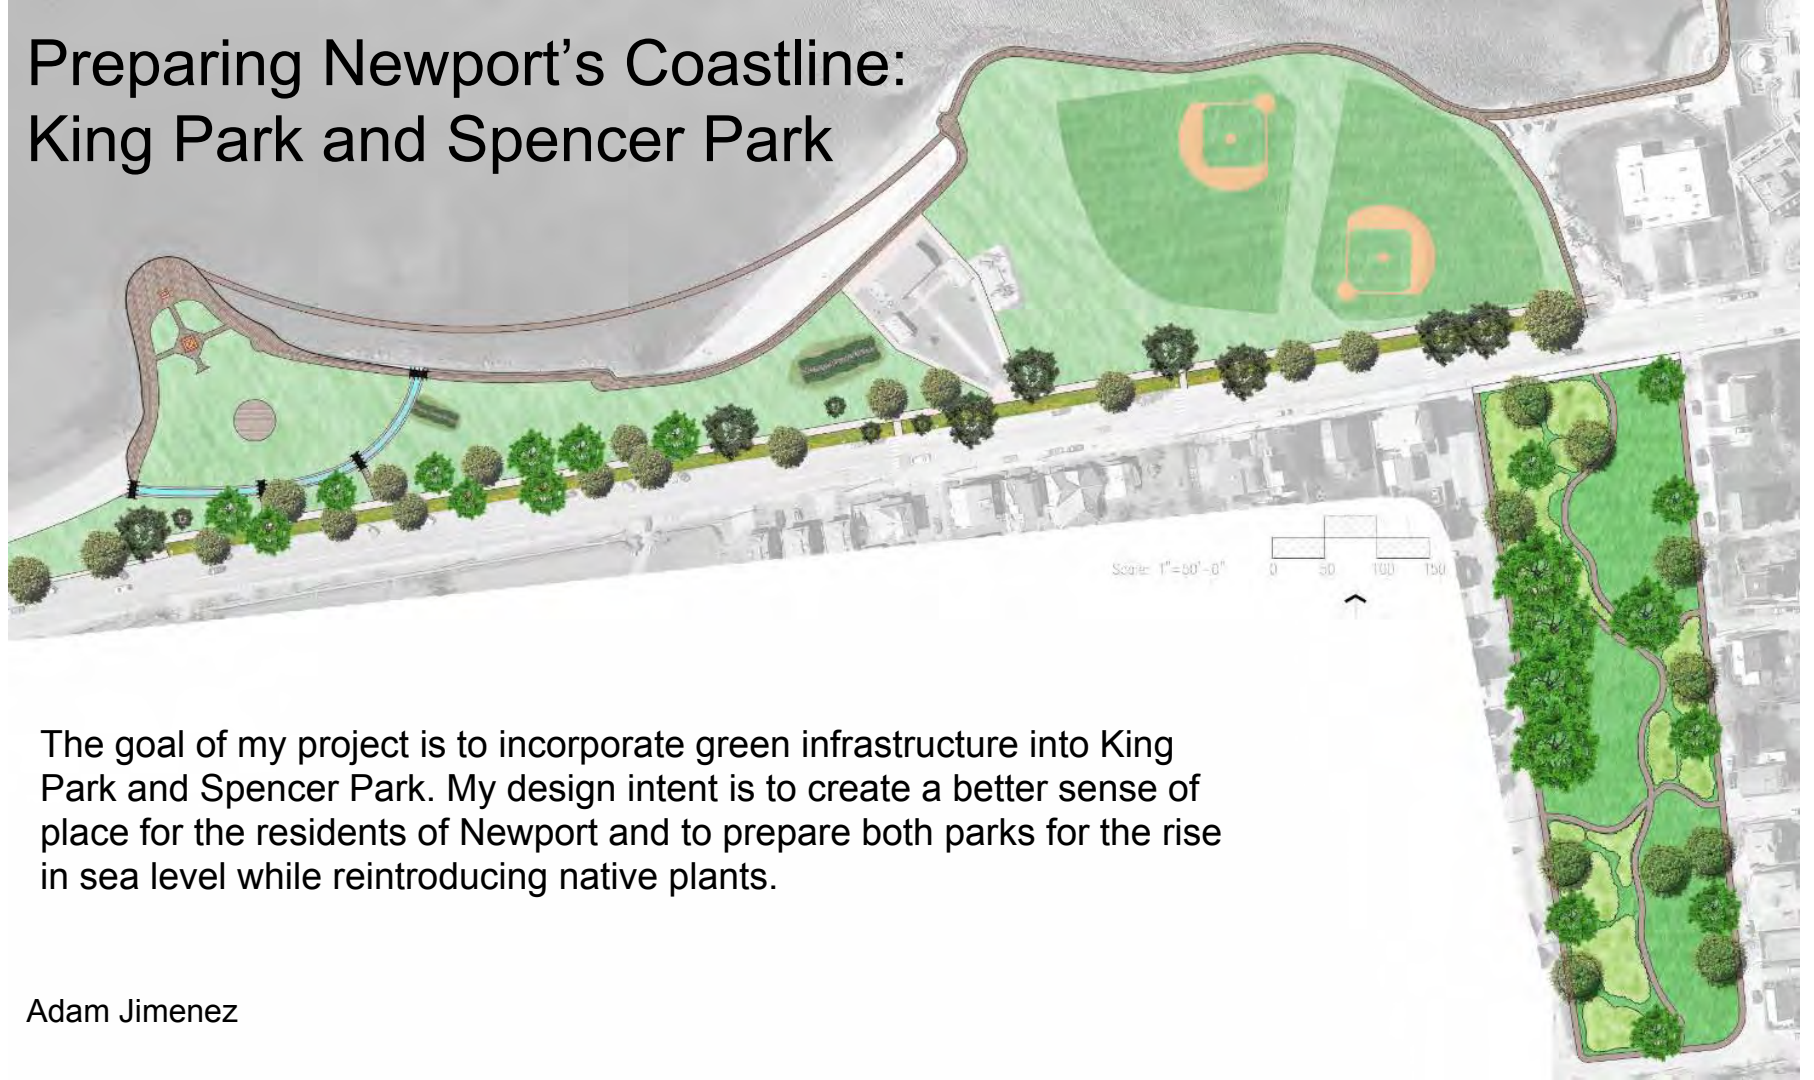 Preparing Newport’s Coastline:
King Park and Spencer Park
Scale: 1"=50'-0"
0 50 100 150
The goal of my project is to incorporate green infrastructure into King
Park and Spencer Park. My design intent is to create a better sense of
place for the residents of Newport and to prepare both parks for the rise
in sea level while reintroducing native plants.
Adam Jimenez